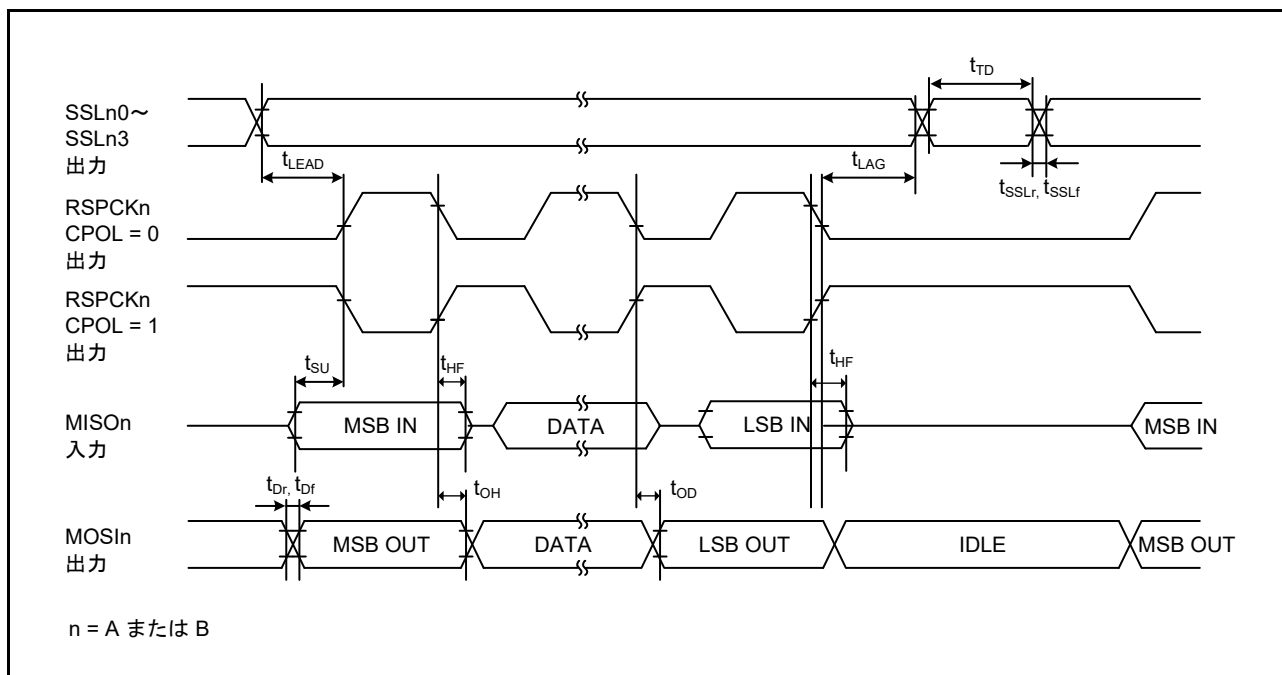 SSLn0～
SSLn3
出力
tTD
tLEAD
tLAG
tSSLr, tSSLf
RSPCKn
CPOL = 0
出力
RSPCKn
CPOL = 1
出力
tSU
tHF
tHF
MISOn
入力
MSB IN
DATA
LSB IN
MSB IN
tDr, tDf
tOH
tOD
MOSIn
出力
MSB OUT
DATA
LSB OUT
IDLE
MSB OUT
n = A または B